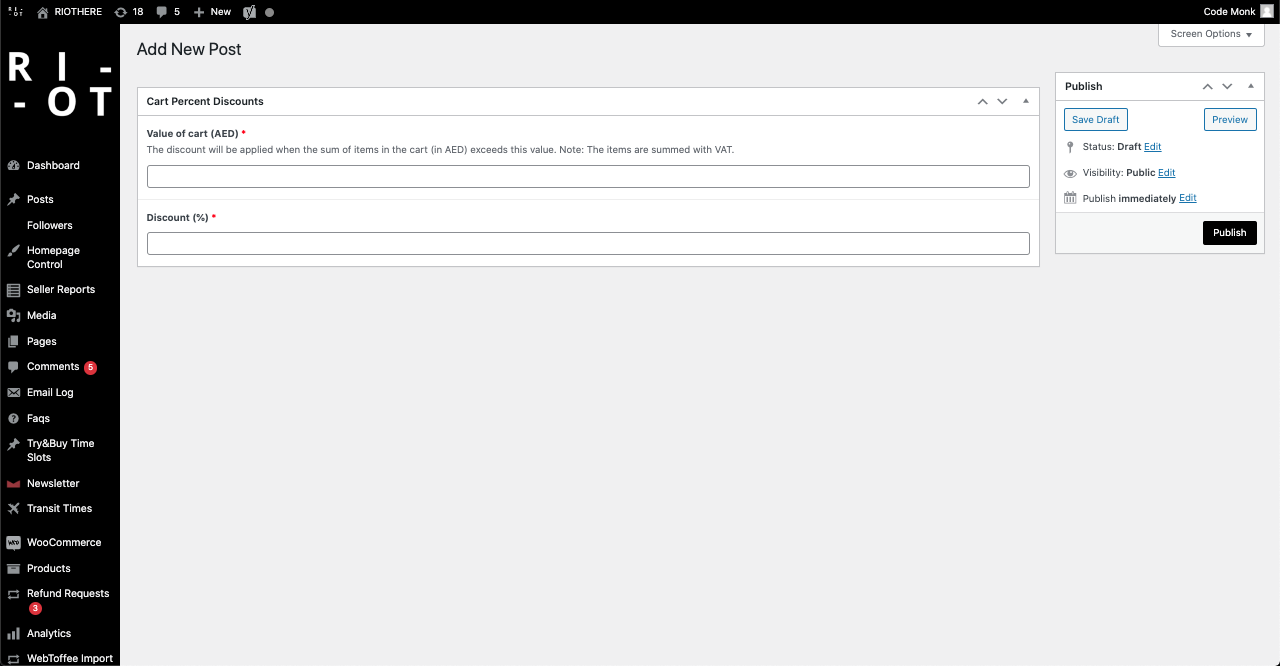 RI-
-OT
RIOTHERE
18
5
New
Code Monk
RI-
-OT
Dashboard
Posts
Followers
Homepage
Control
Seller Reports
Media
Pages
Comments 5
Email Log
Faqs
Try&Buy Time
Slots
Newsletter
Transit Times
WooCommerce
Products
Refund Requests
3
Analytics
WebToffee Import
Screen Options
Add New Post
Cart Percent Discounts
Value of cart (AED) *
The discount will be applied when the sum of items in the cart (in AED) exceeds this value. Note: The items are summed with VAT.
Discount (%) *
Publish
Save Draft
Preview
Status: Draft Edit
Visibility: Public Edit
Publish immediately Edit
Publish